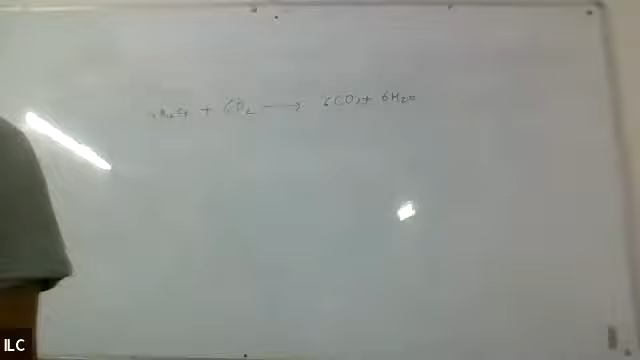 + 6O2 ⟶ 6CO2 + 6H2O
ILC